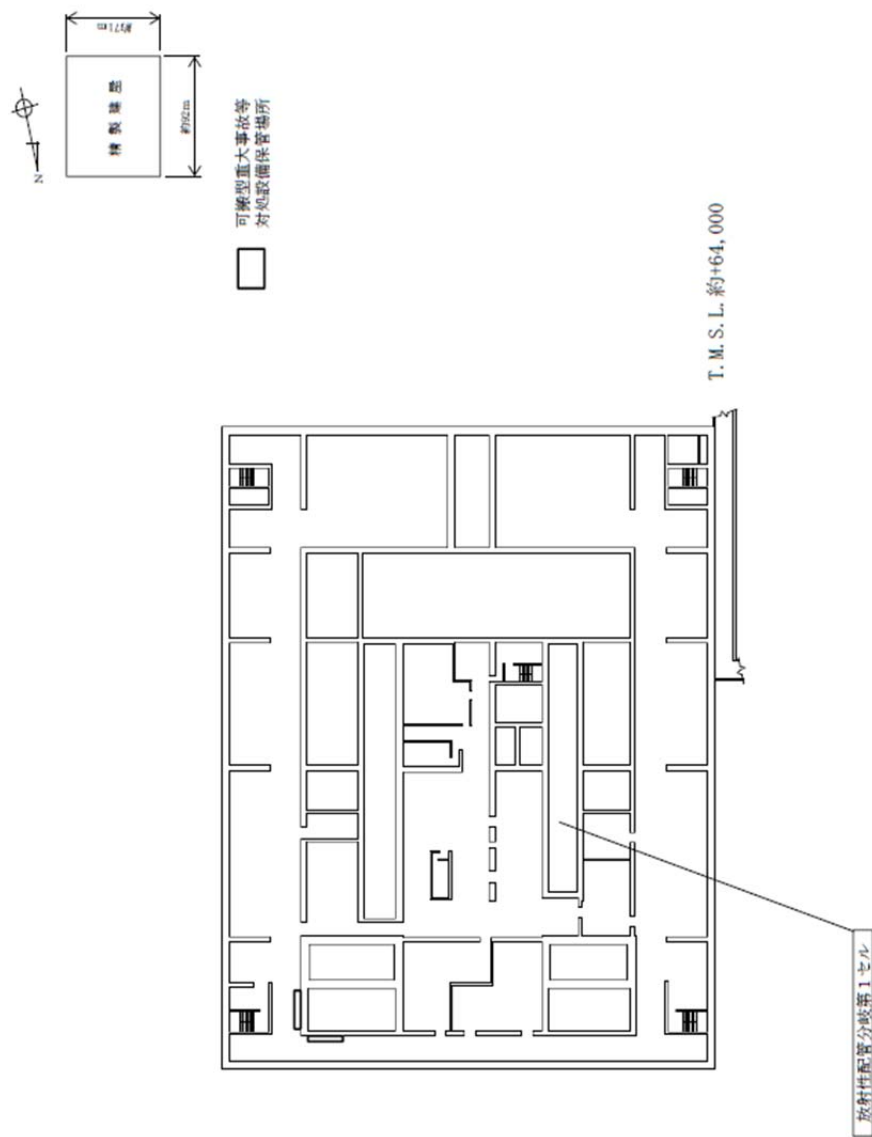 N
精製建屋
約71m
約92m
可搬型重大事故等
対処設備保管場所
T.M.S.L.約+64,000
放射性配管分岐第1セル